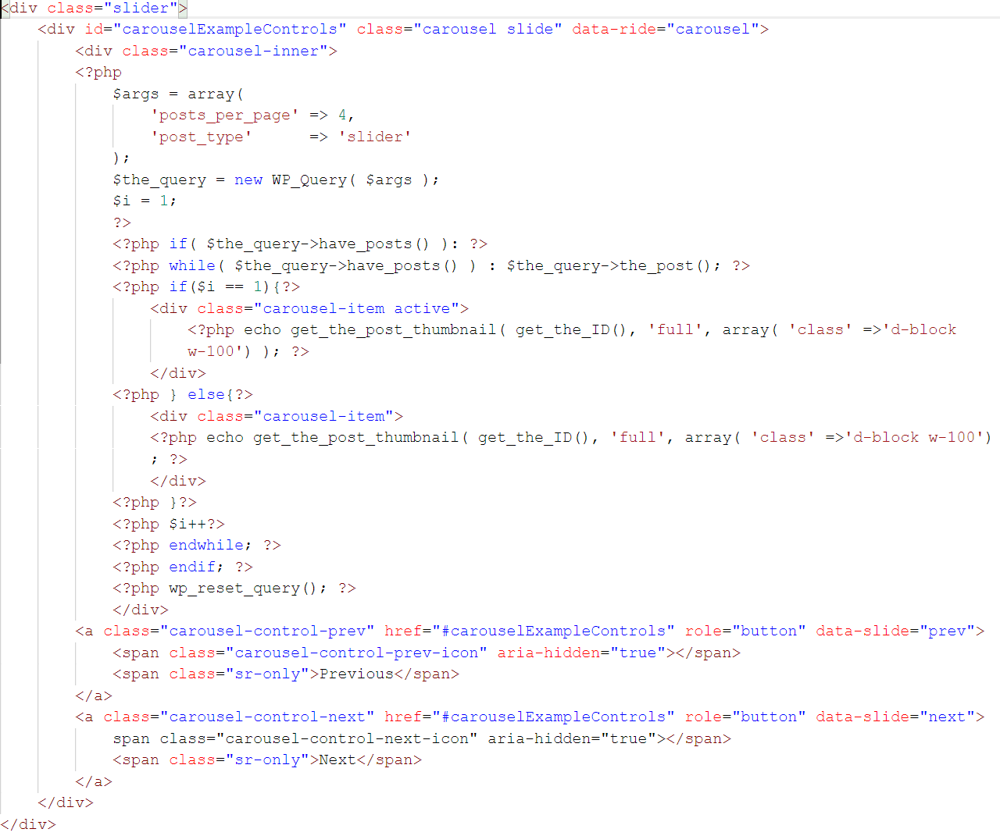 <div class="slider">
<div id="carouselExampleControls" class="carousel slide" data-ride="carousel">
<div class="carousel-inner">
<?php
$args = array(
'posts_per_page' => 4,
'post_type'      => 'slider'
);
$the_query = new WP_Query( $args );
$i = 1;
?>
<?php if( $the_query->have_posts() ): ?>
<?php while( $the_query->have_posts() ) : $the_query->the_post(); ?>
<?php if($i == 1){?>
<div class="carousel-item active">
<?php echo get_the_post_thumbnail( get_the_ID(), 'full', array( 'class' =>'d-block
w-100') ); ?>
</div>
<?php } else{?>
<div class="carousel-item">
<?php echo get_the_post_thumbnail( get_the_ID(), 'full', array( 'class' =>'d-block w-100')
; ?>
</div>
<?php }?>
<?php $i++?>
<?php endwhile; ?>
<?php endif; ?>
<?php wp_reset_query(); ?>
</div>
<a class="carousel-control-prev" href="#carouselExampleControls" role="button" data-slide="prev">
<span class="carousel-control-prev-icon" aria-hidden="true"></span>
<span class="sr-only">Previous</span>
</a>
<a class="carousel-control-next" href="#carouselExampleControls" role="button" data-slide="next">
span class="carousel-control-next-icon" aria-hidden="true"></span>
<span class="sr-only">Next</span>
</a>
</div>
</div>